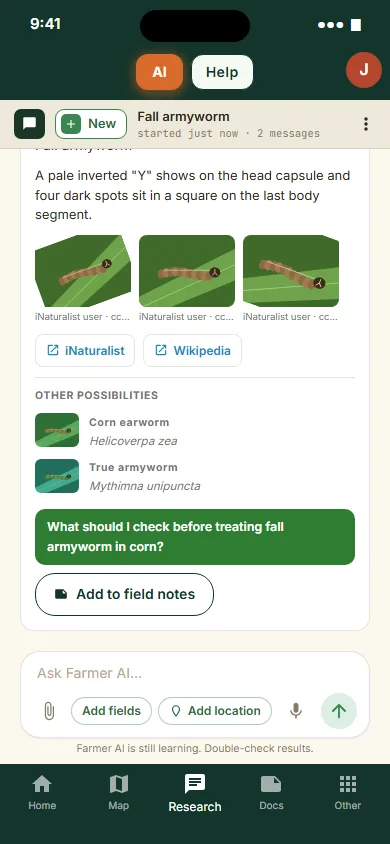 9:41
AI
Help
J
New
Fall armyworm
started just now · 2 messages
A pale inverted "Y" shows on the head capsule and
four dark spots sit in a square on the last body
segment.
iNaturalist user · cc...
iNaturalist user · cc...
iNaturalist user · cc...
iNaturalist
Wikipedia
OTHER POSSIBILITIES
Corn earworm
Helicoverpa zea
True armyworm
Mythimna unipuncta
What should I check before treating fall
armyworm in corn?
Add to field notes
Ask Farmer AI...
Add fields
Add location
Farmer AI is still learning. Double-check results.
Home
Map
Research
Docs
Other